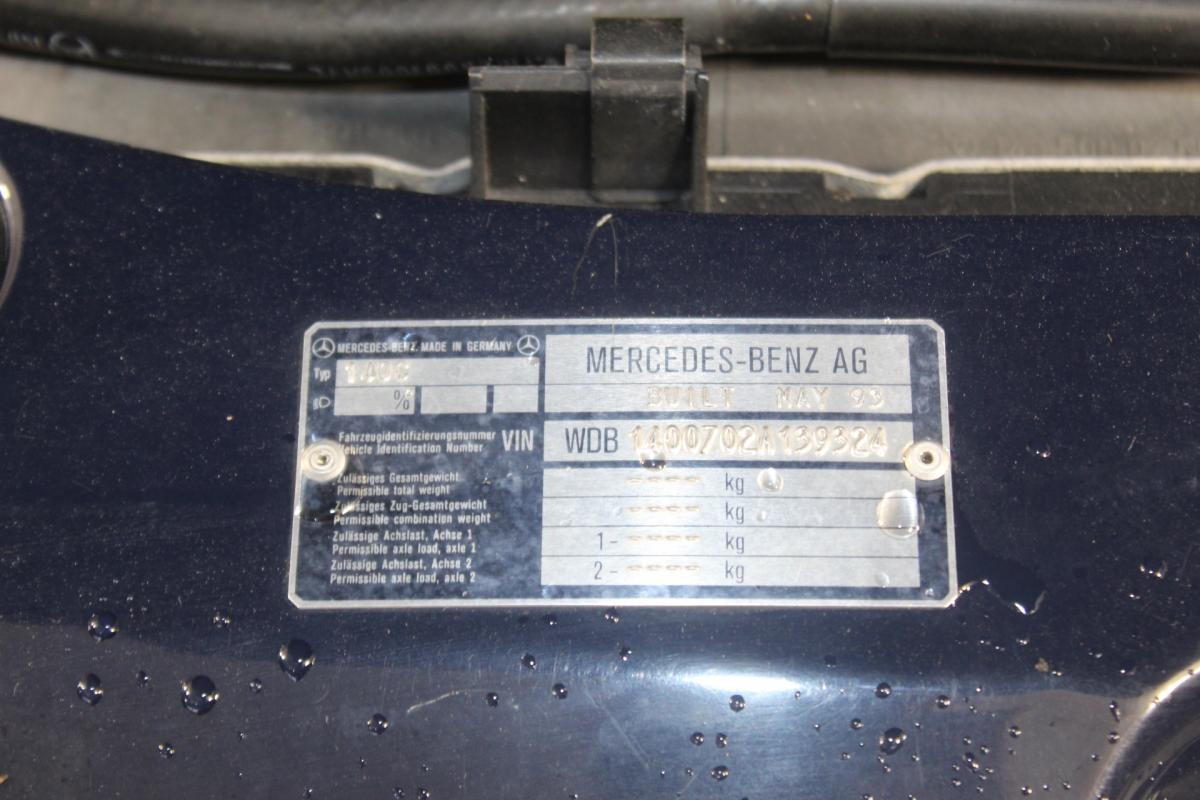 MERCEDES-BENZ MADE IN GERMANY
Typ 1.AUS
%
MERCEDES-BENZ AG
BUILT MAY 93
Fahrzeugidentifizierungsnummer
Vehicle Identification Number
VIN
WDB 1400702A139324
Zulässiges Gesamtgewicht
Permissible total weight
---- kg
Zulässiges Zug-Gesamtgewicht
Permissible combination weight
---- kg
Zulässige Achslast, Achse 1
Permissible axle load, axle 1
1- ---- kg
Zulässige Achslast, Achse 2
Permissible axle load, axle 2
2- ---- kg